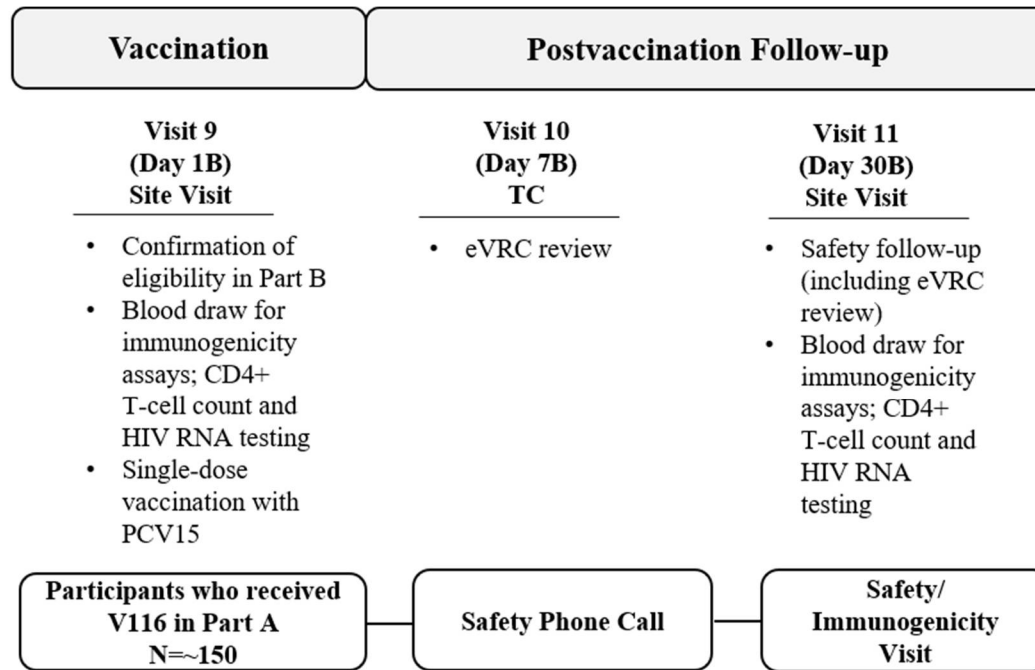 Vaccination
Postvaccination Follow-up
Visit 9
(Day 1B)
Site Visit
• Confirmation of
eligibility in Part B
• Blood draw for
immunogenicity
assays; CD4+
T-cell count and
HIV RNA testing
• Single-dose
vaccination with
PCV15
Visit 10
(Day 7B)
TC
• eVRC review
Visit 11
(Day 30B)
Site Visit
• Safety follow-up
(including eVRC
review)
• Blood draw for
immunogenicity
assays; CD4+
T-cell count and
HIV RNA
testing
Participants who received
V116 in Part A
N=~150
Safety Phone Call
Safety/
Immunogenicity
Visit